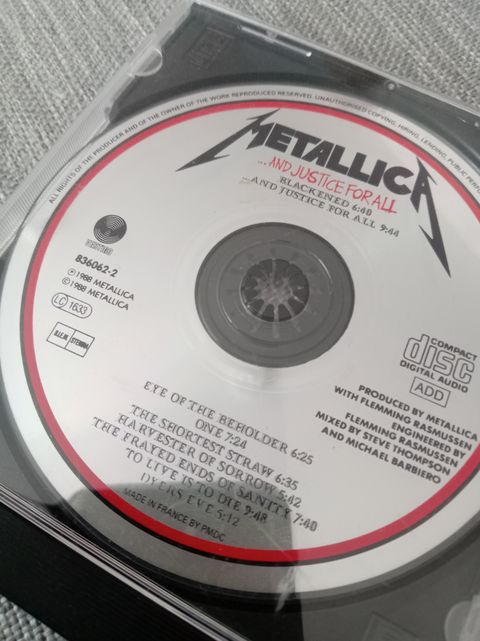 ALL RIGHTS OF THE PRODUCER AND OF THE OWNER OF THE WORK REPRODUCED RESERVED. UNAUTHORISED COPYING, HIRING, LENDING, PUBLIC
METALLICA
...AND JUSTICE FOR ALL
BLACKENED 6:40
...AND JUSTICE FOR ALL 9:44
VERTIGO
836062-2
℗ 1988 METALLICA
© 1988 METALLICA
LC 1633
B.I.E.M. STEMRA
COMPACT
disc
DIGITAL AUDIO
ADD
PRODUCED BY METALLICA
WITH FLEMMING RASMUSSEN
ENGINEERED BY
FLEMMING RASMUSSEN
MIXED BY STEVE THOMPSON
AND MICHAEL BARBIERO
EYE OF THE BEHOLDER 6:25
ONE 7:24
THE SHORTEST STRAW 6:35
HARVESTER OF SORROW 5:42
THE FRAYED ENDS OF SANITY 7:40
TO LIVE IS TO DIE 9:48
DYERS EVE 5:12
MADE IN FRANCE BY PMDC